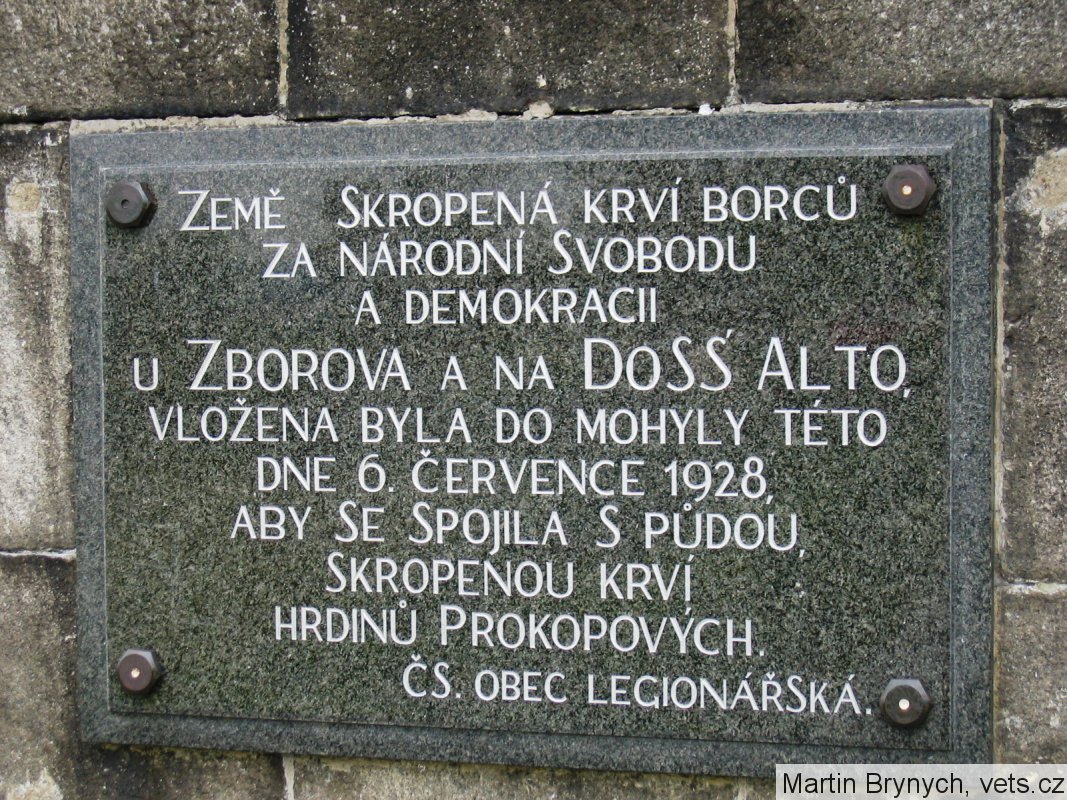 Země Skropená krví borců
za národní Svobodu
a demokracii
u Zborova a na DoSS´ Alto,
vložena byla do mohyly této
dne 6. července 1928,
aby Se Spojila S půdou,
Skropenou krví
hrdinů Prokopových.
Čs. obec legionářSká.
Martin Brynych, vets.cz